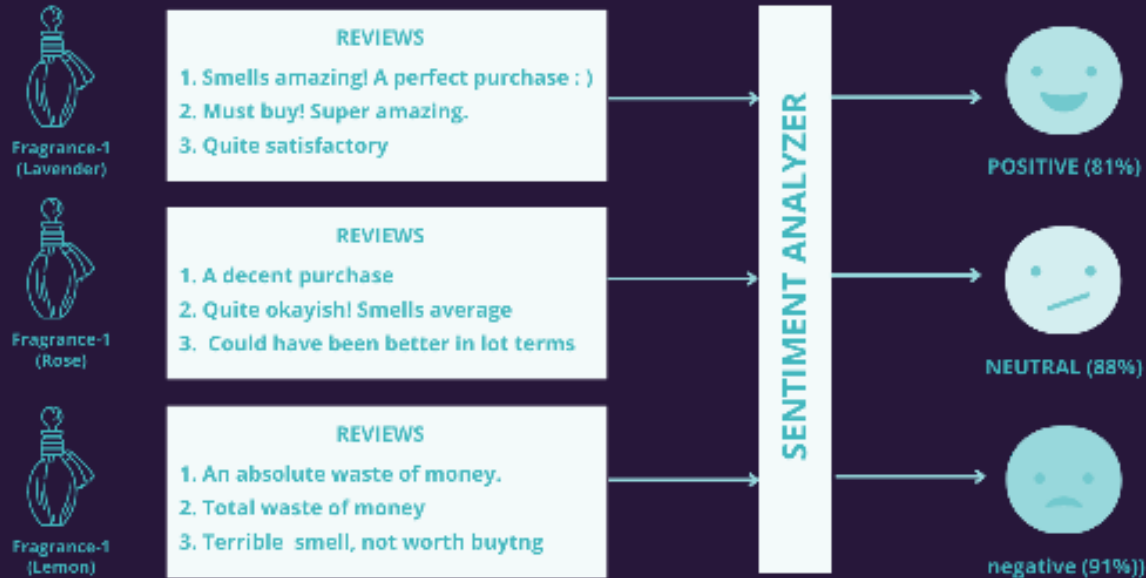 Fragrance-1
(Lavender)
REVIEWS
1. Smells amazing! A perfect purchase : )
2. Must buy! Super amazing.
3. Quite satisfactory
POSITIVE (81%)
Fragrance-1
(Rose)
REVIEWS
1. A decent purchase
2. Quite okayish! Smells average
3. Could have been better in lot terms
NEUTRAL (88%)
Fragrance-1
(Lemon)
REVIEWS
1. An absolute waste of money.
2. Total waste of money
3. Terrible smell, not worth buytng
negative (91%))
SENTIMENT ANALYZER